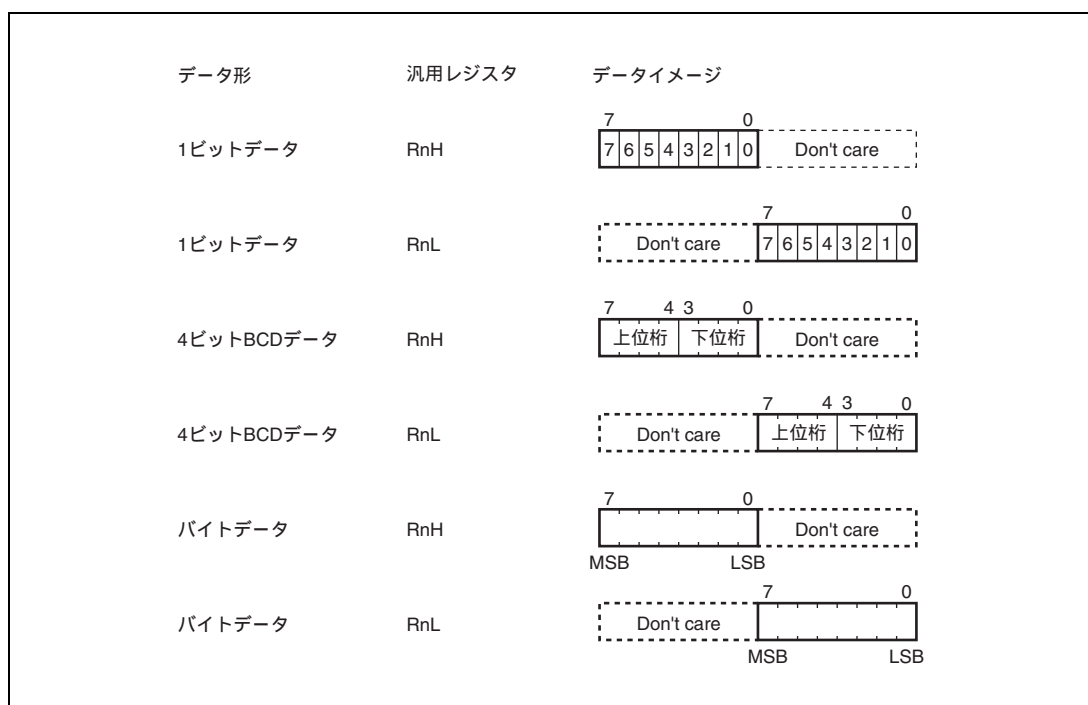 データ形 汎用レジスタ データイメージ
7 0
1ビットデータ RnH 7 6 5 4 3 2 1 0 Don't care
7 0
1ビットデータ RnL Don't care 7 6 5 4 3 2 1 0
7 4 3 0
4ビットBCDデータ RnH 上位桁 下位桁 Don't care
7 4 3 0
4ビットBCDデータ RnL Don't care 上位桁 下位桁
7 0
バイトデータ RnH Don't care
MSB LSB
7 0
バイトデータ RnL Don't care
MSB LSB